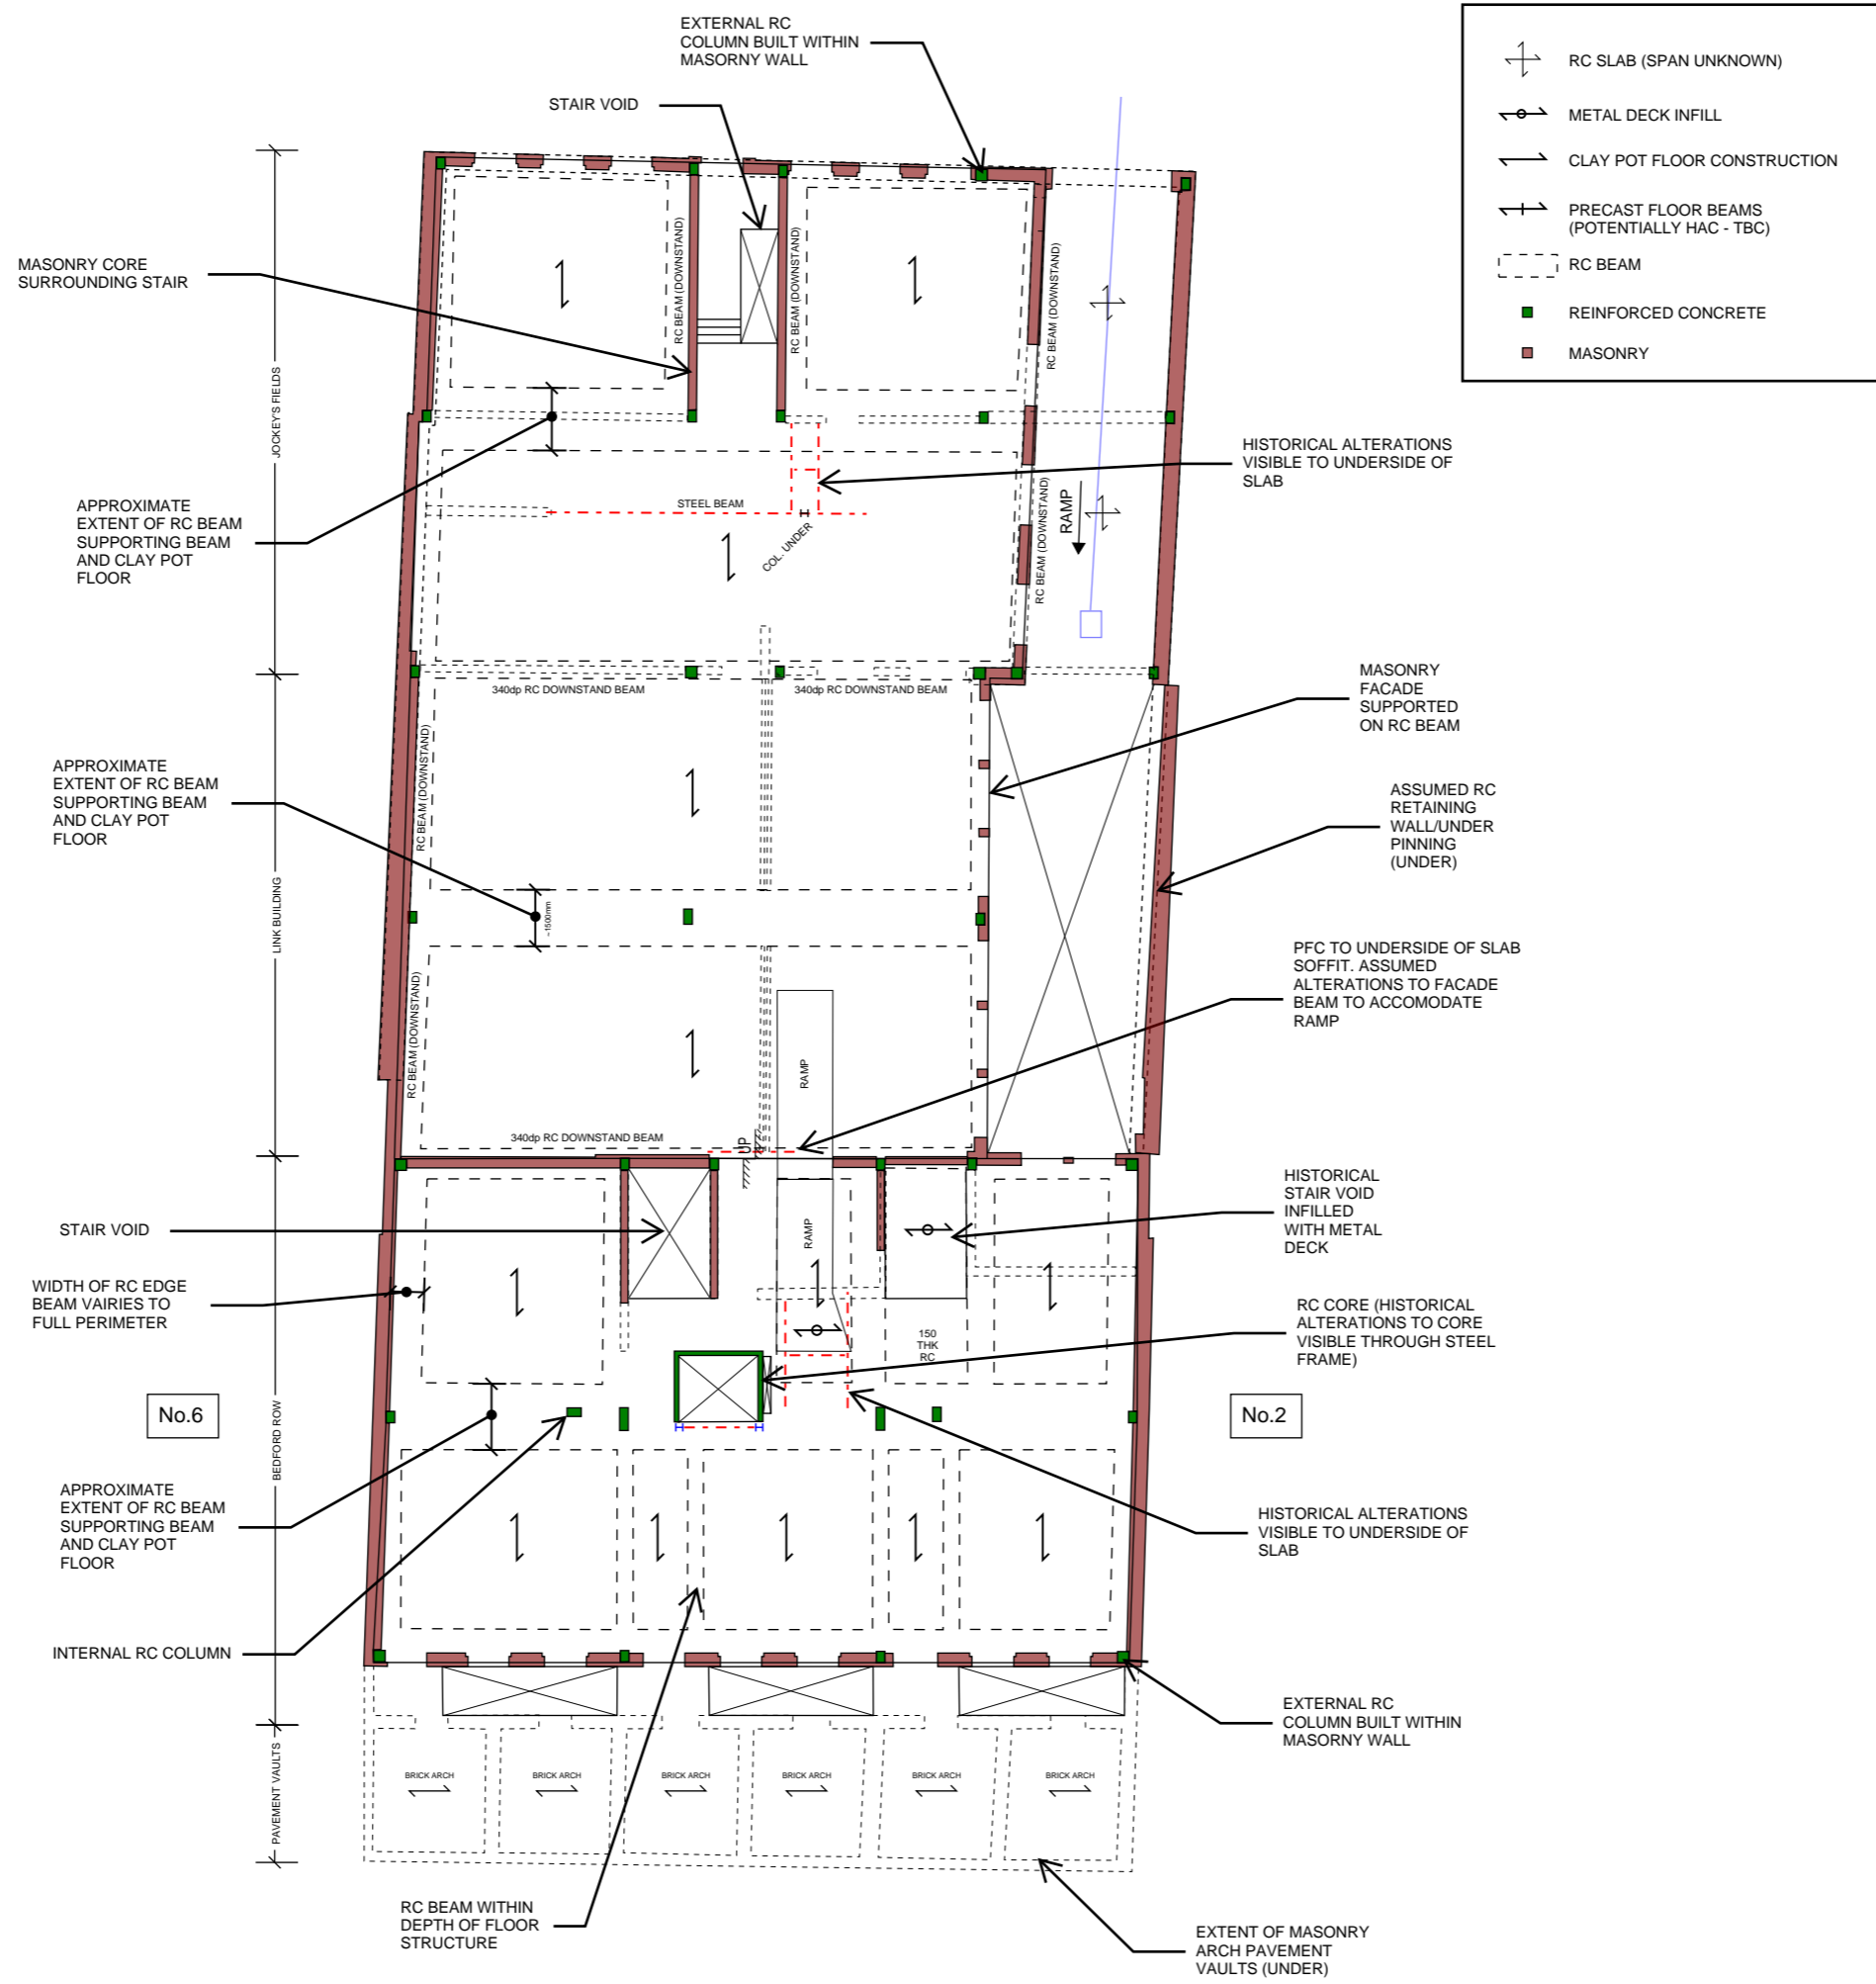 EXTERNAL RC
COLUMN BUILT WITHIN
MASORNY WALL
STAIR VOID
RC SLAB (SPAN UNKNOWN)
METAL DECK INFILL
CLAY POT FLOOR CONSTRUCTION
PRECAST FLOOR BEAMS
(POTENTIALLY HAC - TBC)
RC BEAM
REINFORCED CONCRETE
MASONRY
MASONRY CORE
SURROUNDING STAIR
RC BEAM (DOWNSTAND)
RC BEAM (DOWNSTAND)
RC BEAM (DOWNSTAND)
JOCKEY'S FIELDS
HISTORICAL ALTERATIONS
VISIBLE TO UNDERSIDE OF
SLAB
APPROXIMATE
EXTENT OF RC BEAM
SUPPORTING BEAM
AND CLAY POT
FLOOR
STEEL BEAM
COL. UNDER
RC BEAM (DOWNSTAND)
RAMP
340dp RC DOWNSTAND BEAM
340dp RC DOWNSTAND BEAM
MASONRY
FACADE
SUPPORTED
ON RC BEAM
RC BEAM (DOWNSTAND)
APPROXIMATE
EXTENT OF RC BEAM
SUPPORTING BEAM
AND CLAY POT
FLOOR
ASSUMED RC
RETAINING
WALL/UNDER
PINNING
(UNDER)
LINK BUILDING
~1500mm
PFC TO UNDERSIDE OF SLAB
SOFFIT. ASSUMED
ALTERATIONS TO FACADE
BEAM TO ACCOMODATE
RAMP
RC BEAM (DOWNSTAND)
RAMP
340dp RC DOWNSTAND BEAM
UP
HISTORICAL
STAIR VOID
INFILLED
WITH METAL
DECK
STAIR VOID
RAMP
WIDTH OF RC EDGE
BEAM VAIRIES TO
FULL PERIMETER
150
THK
RC
RC CORE (HISTORICAL
ALTERATIONS TO CORE
VISIBLE THROUGH STEEL
FRAME)
No.6
No.2
BEDFORD ROW
APPROXIMATE
EXTENT OF RC BEAM
SUPPORTING BEAM
AND CLAY POT
FLOOR
HISTORICAL ALTERATIONS
VISIBLE TO UNDERSIDE OF
SLAB
INTERNAL RC COLUMN
EXTERNAL RC
COLUMN BUILT WITHIN
MASORNY WALL
PAVEMENT VAULTS
BRICK ARCH
BRICK ARCH
BRICK ARCH
BRICK ARCH
BRICK ARCH
BRICK ARCH
RC BEAM WITHIN
DEPTH OF FLOOR
STRUCTURE
EXTENT OF MASONRY
ARCH PAVEMENT
VAULTS (UNDER)